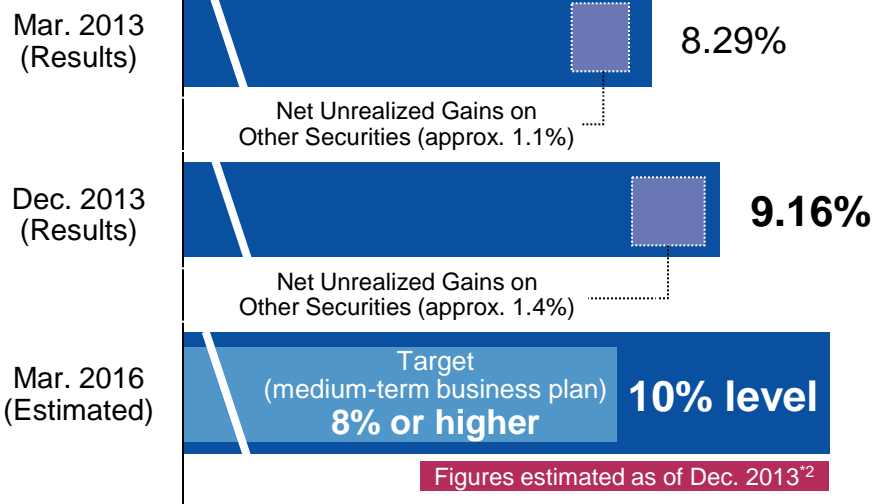 Mar. 2013
(Results)
8.29%
Net Unrealized Gains on
Other Securities (approx. 1.1%)
Dec. 2013
(Results)
9.16%
Net Unrealized Gains on
Other Securities (approx. 1.4%)
Mar. 2016
(Estimated)
Target
(medium-term business plan)
8% or higher
10% level
Figures estimated as of Dec. 2013*2